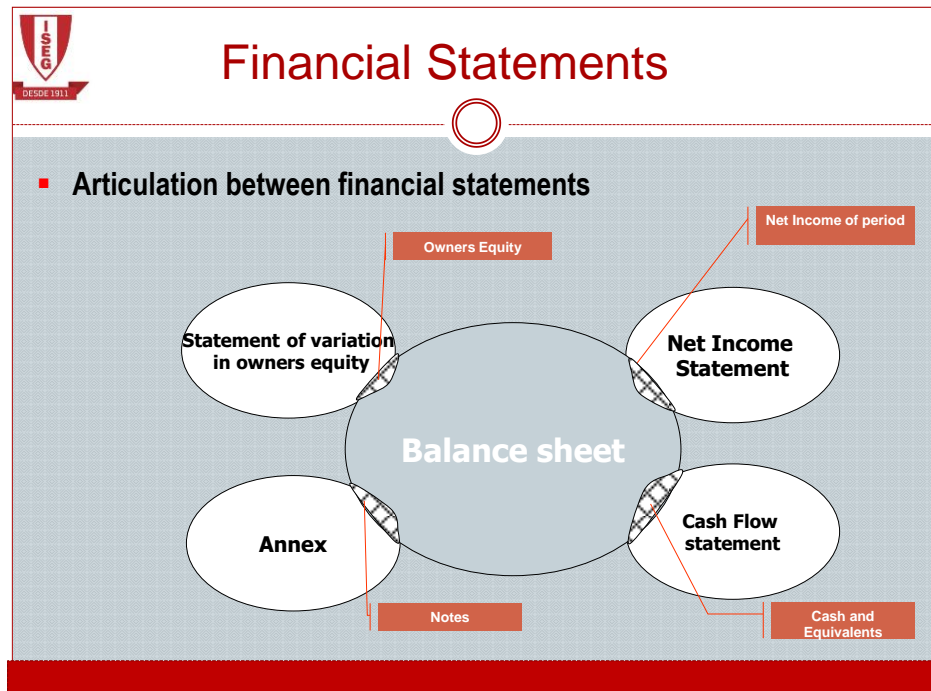 ISEG
DESDE 1911
Financial Statements
Articulation between financial statements
Net Income of period
Owners Equity
Statement of variation
in owners equity
Net Income
Statement
Balance sheet
Annex
Cash Flow
statement
Notes
Cash and
Equivalents